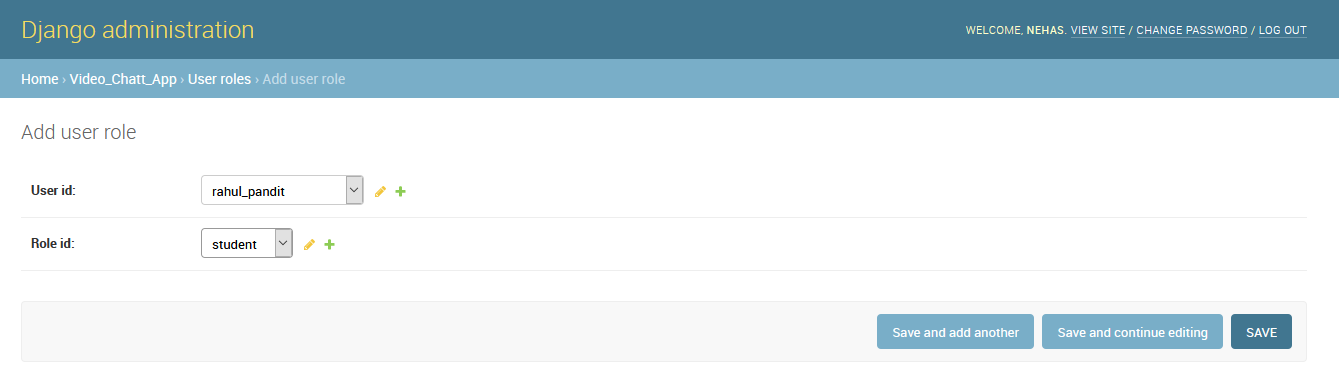 Django administration
WELCOME, NEHAS. VIEW SITE / CHANGE PASSWORD / LOG OUT
Home › Video_Chatt_App › User roles › Add user role
Add user role
User id: rahul_pandit
Role id: student
Save and add another Save and continue editing SAVE